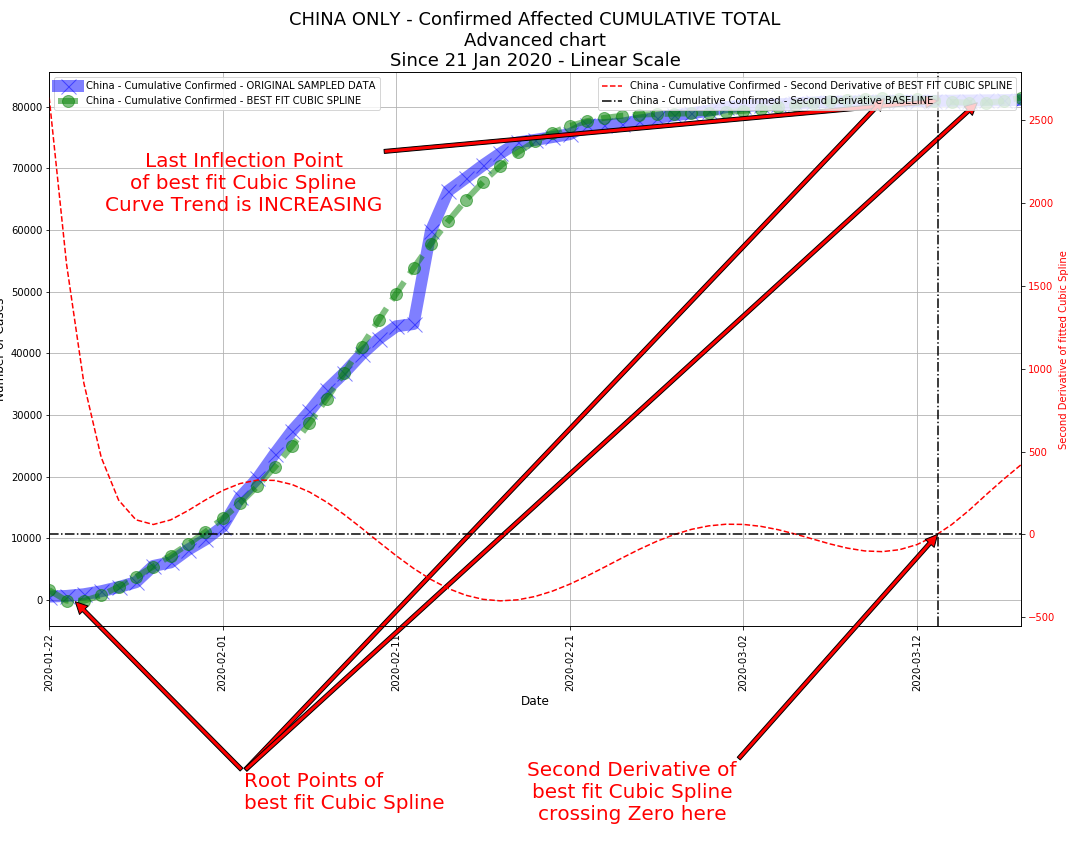 CHINA ONLY - Confirmed Affected CUMULATIVE TOTAL
Advanced chart
Since 21 Jan 2020 - Linear Scale
China - Cumulative Confirmed - ORIGINAL SAMPLED DATA
China - Cumulative Confirmed - BEST FIT CUBIC SPLINE
China - Cumulative Confirmed - Second Derivative of BEST FIT CUBIC SPLINE
China - Cumulative Confirmed - Second Derivative BASELINE
Last Inflection Point
of best fit Cubic Spline
Curve Trend is INCREASING
80000
70000
60000
50000
40000
30000
20000
10000
0
2500
2000
1500
1000
500
0
−500
Second Derivative of fitted Cubic Spline
2020-01-22
2020-02-01
2020-02-11
2020-02-21
2020-03-02
2020-03-12
Date
Root Points of
best fit Cubic Spline
Second Derivative of
best fit Cubic Spline
crossing Zero here